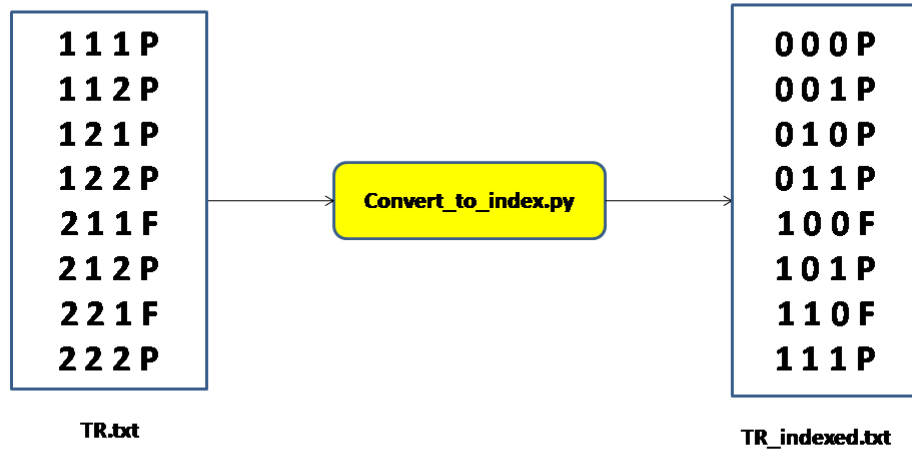 1 1 1 P
1 1 2 P
1 2 1 P
1 2 2 P
2 1 1 F
2 1 2 P
2 2 1 F
2 2 2 P
TR.txt
Convert_to_index.py
0 0 0 P
0 0 1 P
0 1 0 P
0 1 1 P
1 0 0 F
1 0 1 P
1 1 0 F
1 1 1 P
TR_indexed.txt